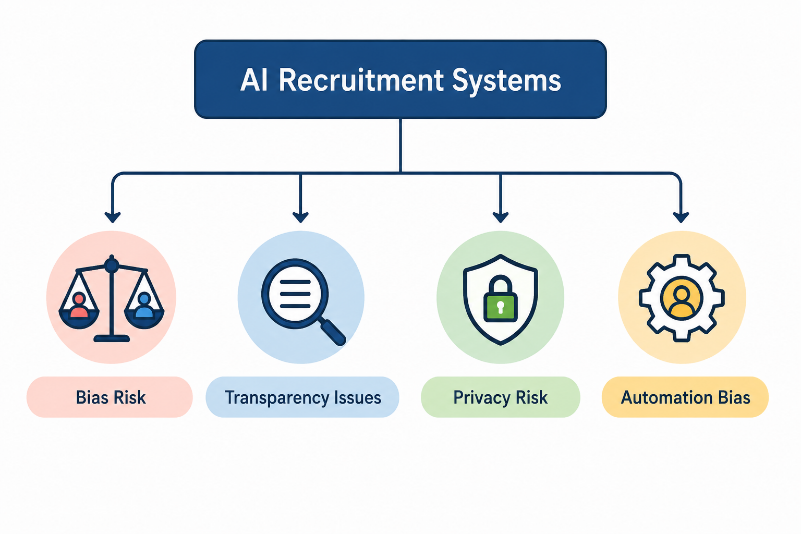 AI Recruitment Systems
Bias Risk
Transparency Issues
Privacy Risk
Automation Bias